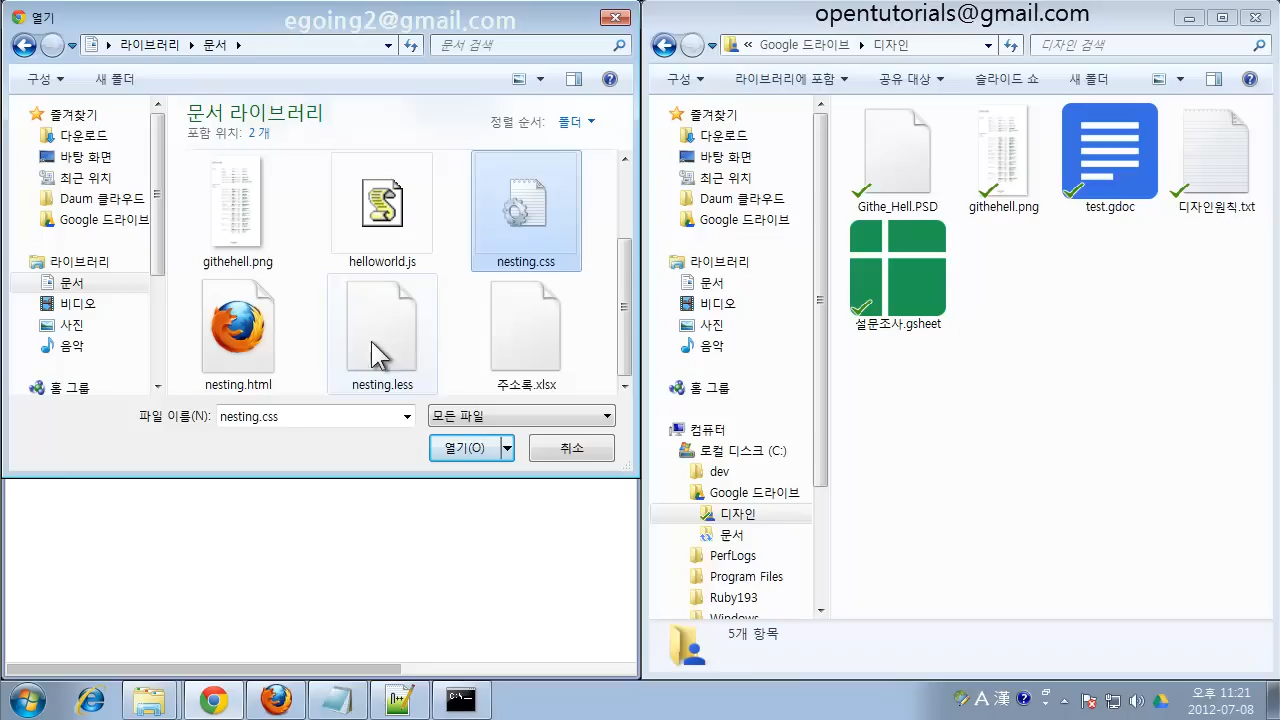 열기
egoing2@gmail.com
라이브러리 ▸ 문서 ▸
문서 검색
구성
새 폴더
즐겨찾기
다운로드
바탕 화면
최근 위치
Daum 클라우드
Google 드라이브
라이브러리
문서
비디오
사진
음악
홈 그룹
문서 라이브러리
포함 위치: 2 개
정렬 순서: 폴더
githehell.png
helloworld.js
nesting.css
nesting.html
nesting.less
주소록.xlsx
파일 이름(N):
nesting.css
모든 파일
열기(O)
취소
opentutorials@gmail.com
« Google 드라이브 ▸ 디자인
디자인 검색
구성
라이브러리에 포함
공유 대상
슬라이드 쇼
새 폴더
즐겨찾기
다운로드
바탕 화면
최근 위치
Daum 클라우드
Google 드라이브
라이브러리
문서
비디오
사진
음악
홈 그룹
컴퓨터
로컬 디스크 (C:)
dev
Google 드라이브
디자인
문서
PerfLogs
Program Files
Ruby193
Windows
Githe_Hell.PSD
githehell.png
test.gdoc
디자인원칙.txt
설문조사.gsheet
5개 항목
A 漢
오후 11:21
2012-07-08